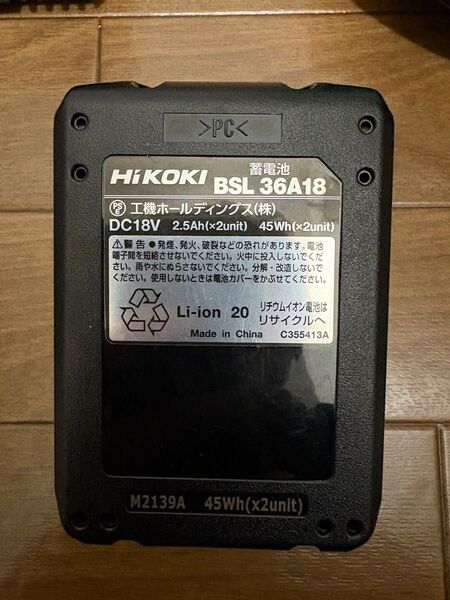 >PC<
蓄電池
HiKOKI BSL 36A18
PS E 工機ホールディングス(株)
DC18V 2.5Ah(×2unit) 45Wh(×2unit)
⚠警告 ●発煙、発火、破裂などの恐れがあります。電池
端子間を短絡させないでください。火中に投入しないでくだ
さい。雨や水にぬらさないでください。分解・改造しないで
ください。使用しないときは電池カバーをかぶせてください。
Li-ion 20
リチウムイオン電池は
リサイクルへ
Made in China C355413A
M2139A 45Wh(x2unit)